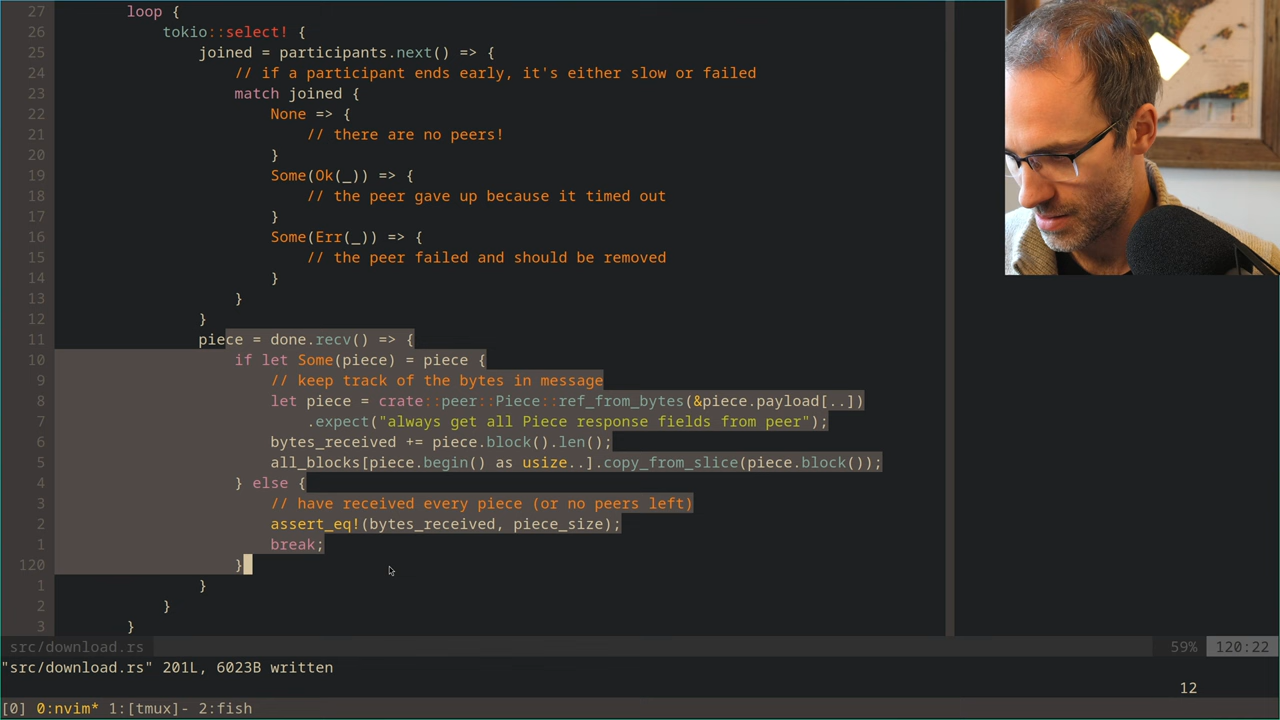 27 loop {
26 tokio::select! {
25 joined = participants.next() => {
24 // if a participant ends early, it's either slow or failed
23 match joined {
22 None => {
21 // there are no peers!
20 }
19 Some(Ok(_)) => {
18 // the peer gave up because it timed out
17 }
16 Some(Err(_)) => {
15 // the peer failed and should be removed
14 }
13 }
12 }
11 piece = done.recv() => {
10 if let Some(piece) = piece {
9 // keep track of the bytes in message
8 let piece = crate::peer::Piece::ref_from_bytes(&piece.payload[..])
7 .expect("always get all Piece response fields from peer");
6 bytes_received += piece.block().len();
5 all_blocks[piece.begin() as usize..].copy_from_slice(piece.block());
4 } else {
3 // have received every piece (or no peers left)
2 assert_eq!(bytes_received, piece_size);
1 break;
120 }
1 }
2 }
3 }
src/download.rs 59% 120:22
"src/download.rs" 201L, 6023B written
12
[0] 0:nvim* 1:[tmux]- 2:fish